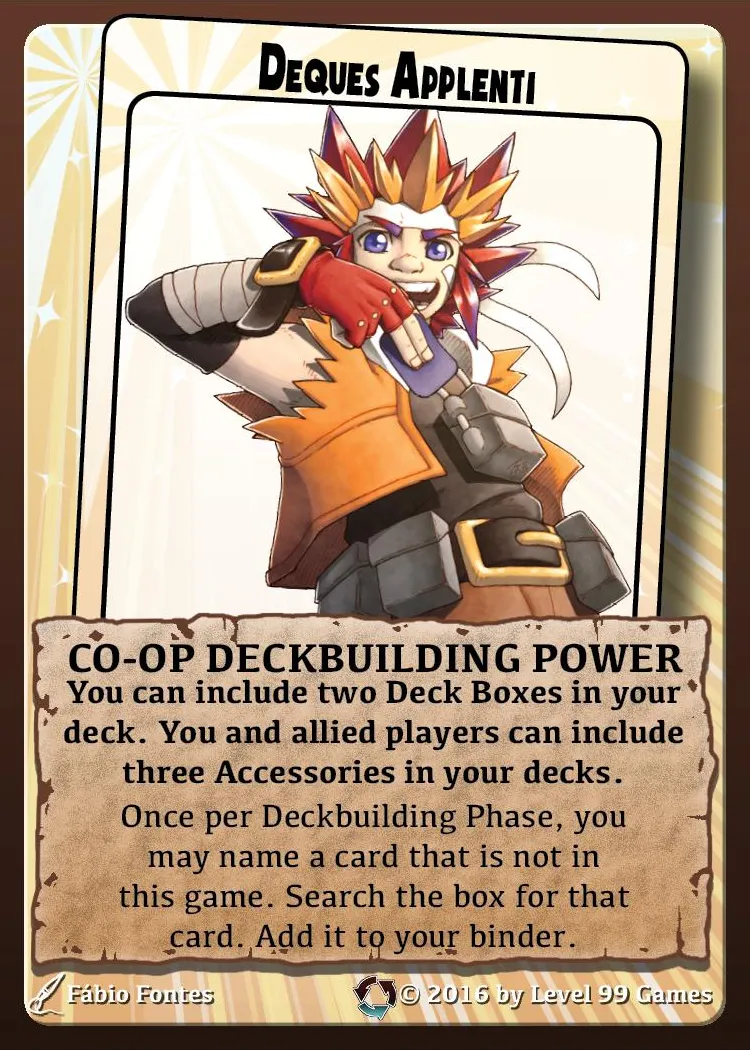 Deques Applenti
CO-OP DECKBUILDING POWER
You can include two Deck Boxes in your
deck. You and allied players can include
three Accessories in your decks.
Once per Deckbuilding Phase, you
may name a card that is not in
this game. Search the box for that
card. Add it to your binder.
Fábio Fontes
© 2016 by Level 99 Games